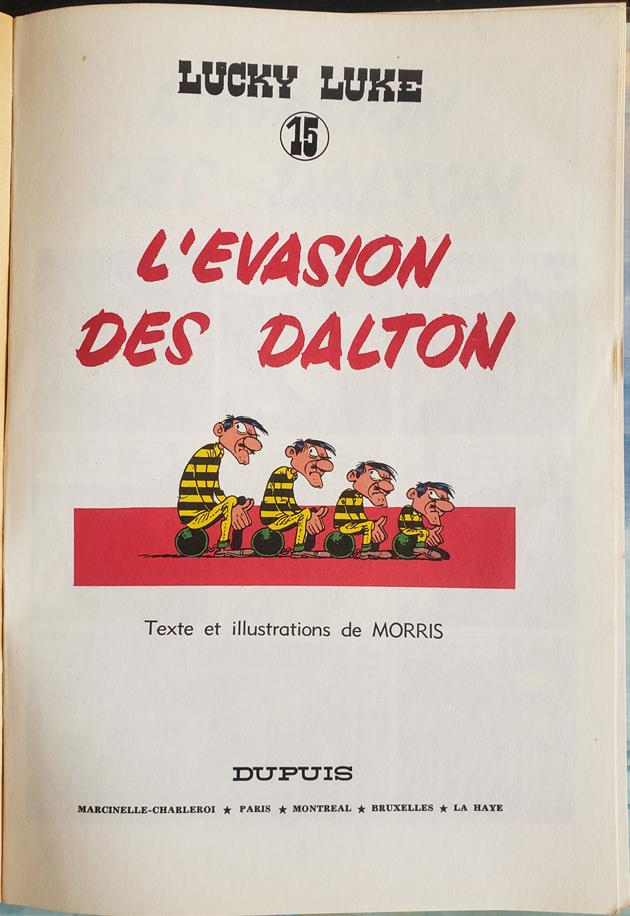 LUCKY LUKE
15
L'EVASION
DES DALTON
Texte et illustrations de MORRIS
DUPUIS
MARCINELLE-CHARLEROI ★ PARIS ★ MONTREAL ★ BRUXELLES ★ LA HAYE